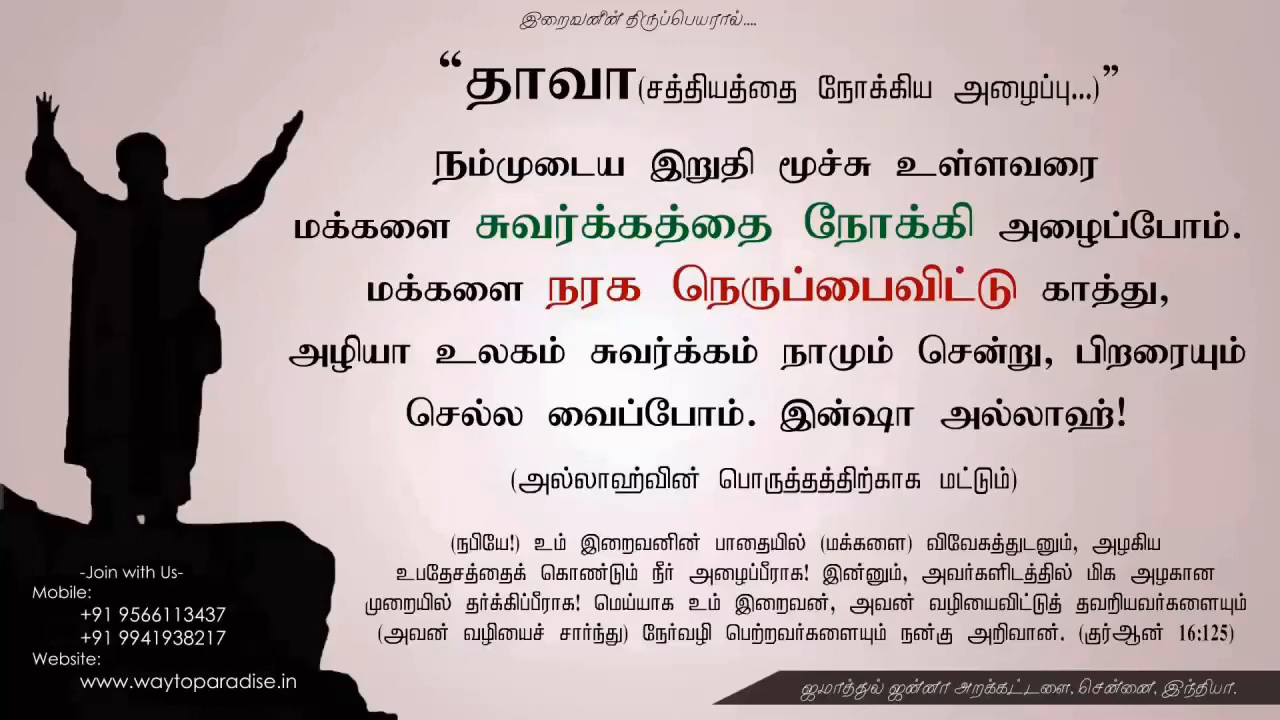 இறைவனின் திருப்பெயரால்....
“தாவா(சத்தியத்தை நோக்கிய அழைப்பு...)”
நம்முடைய இறுதி மூச்சு உள்ளவரை
மக்களை சுவர்க்கத்தை நோக்கி அழைப்போம்.
மக்களை நரக நெருப்பைவிட்டு காத்து,
அழியா உலகம் சுவர்க்கம் நாமும் சென்று, பிறரையும்
செல்ல வைப்போம். இன்ஷா அல்லாஹ்!
(அல்லாஹ்வின் பொருத்தத்திற்காக மட்டும்)
(நபியே!) உம் இறைவனின் பாதையில் (மக்களை) விவேகத்துடனும், அழகிய
உபதேசத்தைக் கொண்டும் நீர் அழைப்பீராக! இன்னும், அவர்களிடத்தில் மிக அழகான
முறையில் தர்க்கிப்பீராக! மெய்யாக உம் இறைவன், அவன் வழியைவிட்டுத் தவறியவர்களையும்
(அவன் வழியைச் சார்ந்து) நேர்வழி பெற்றவர்களையும் நன்கு அறிவான். (குர்ஆன் 16:125)
-Join with Us-
Mobile:
+91 9566113437
+91 9941938217
Website:
www.waytoparadise.in
ஜமாத்துல் ஜன்னா அறக்கட்டளை, சென்னை, இந்தியா.